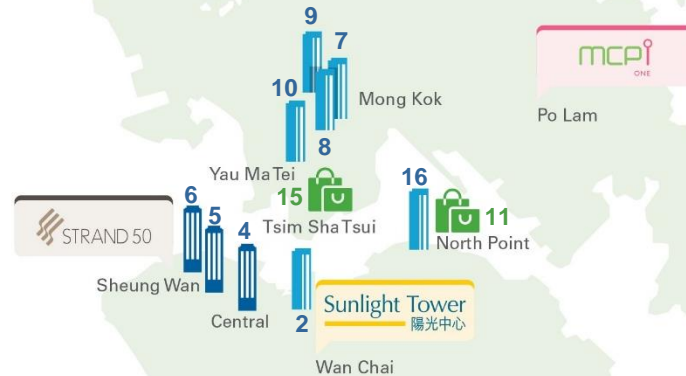 9
7
mcpi
ONE
10
Mong Kok
Po Lam
8
Yau Ma Tei
15
16
6
5
11
STRAND 50
Tsim Sha Tsui
North Point
4
Sheung Wan
Central
2
Sunlight Tower
陽光中心
Wan Chai